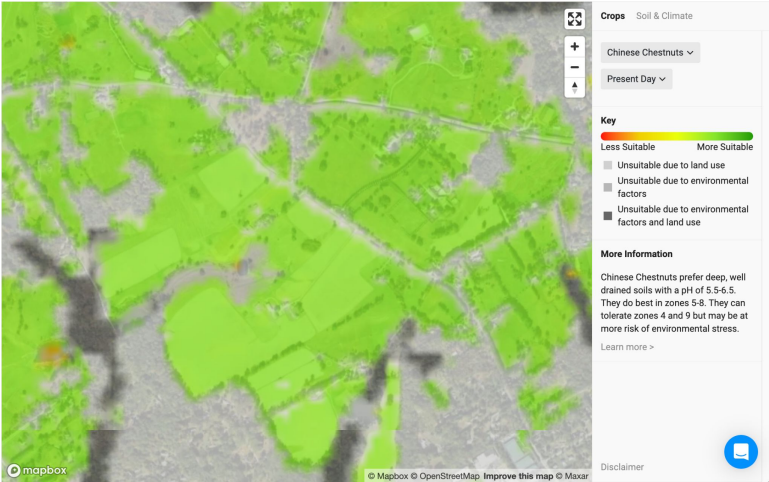 Crops Soil & Climate
Chinese Chestnuts
Present Day
Key
Less Suitable More Suitable
Unsuitable due to land use
Unsuitable due to environmental
factors
Unsuitable due to environmental
factors and land use
More Information
Chinese Chestnuts prefer deep, well
drained soils with a pH of 5.5-6.5.
They do best in zones 5-8. They can
tolerate zones 4 and 9 but may be at
more risk of environmental stress.
Learn more >
Disclaimer
mapbox
© Mapbox © OpenStreetMap Improve this map © Maxar